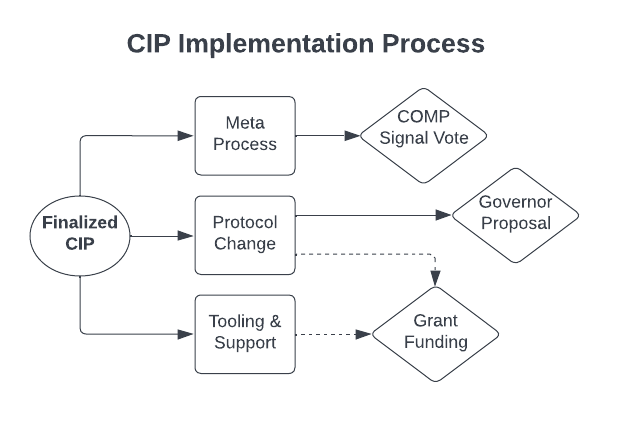 CIP Implementation Process
Meta
Process
COMP
Signal Vote
Finalized
CIP
Protocol
Change
Governor
Proposal
Tooling &
Support
Grant
Funding